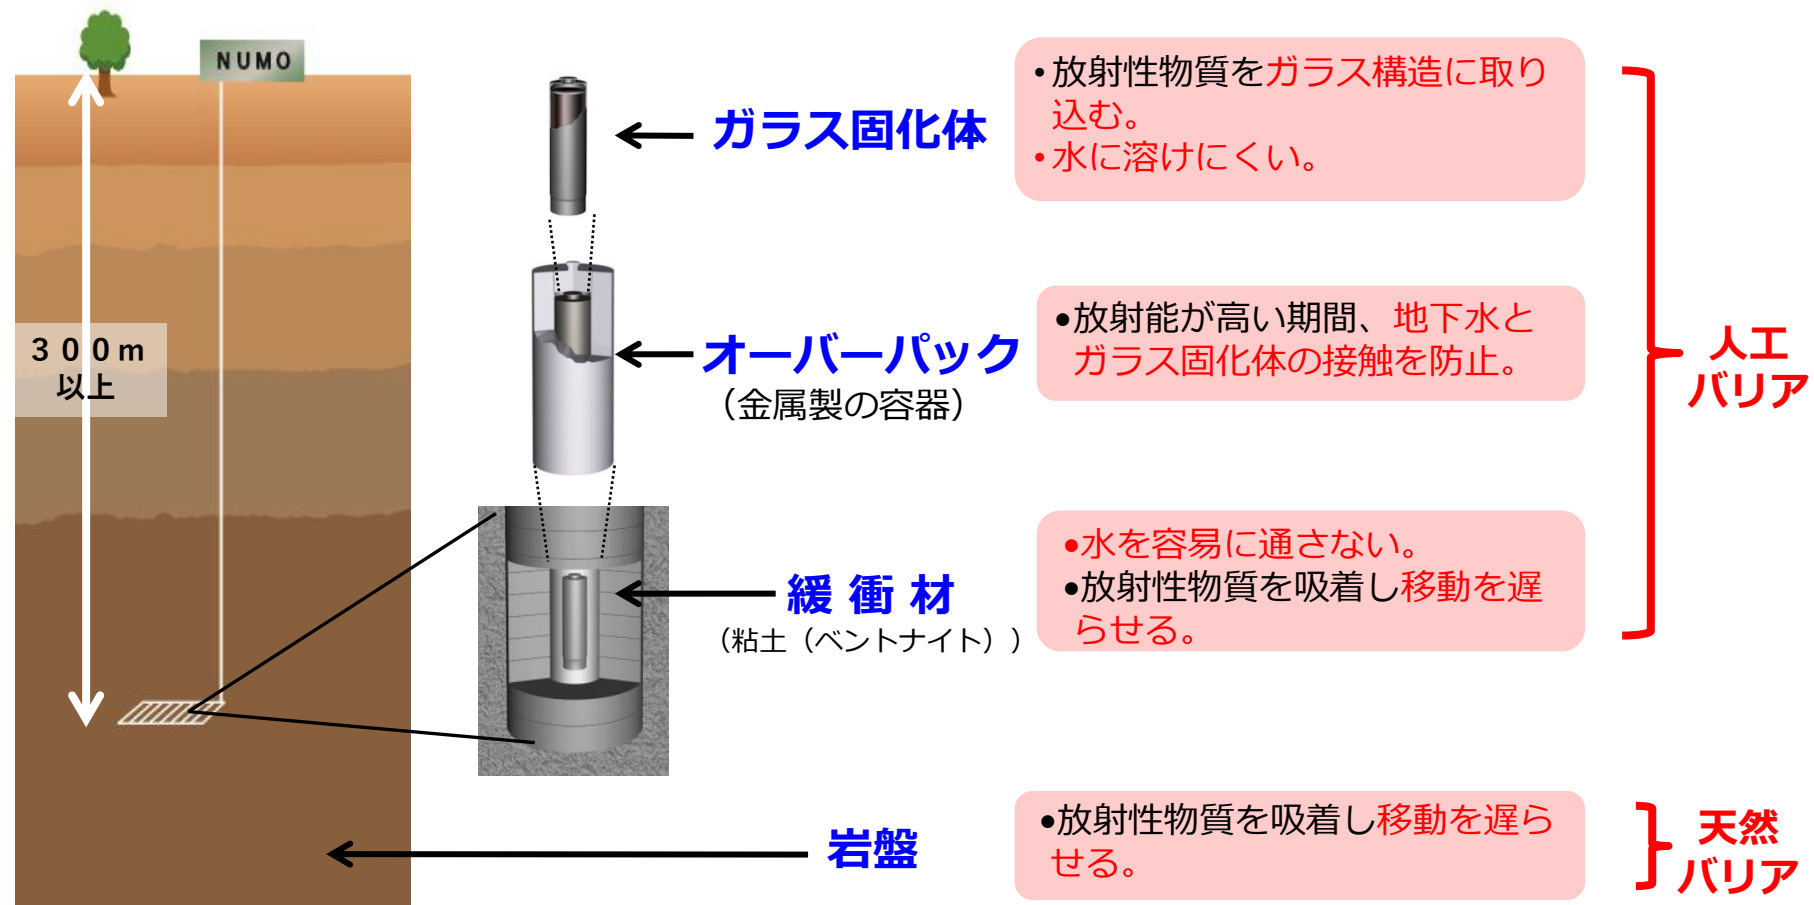 NUMO
300m
以上
ガラス固化体
・放射性物質をガラス構造に取り
込む。
・水に溶けにくい。
オーバーパック
（金属製の容器）
●放射能が高い期間、地下水と
ガラス固化体の接触を防止。
緩 衝 材
（粘土（ベントナイト））
●水を容易に通さない。
●放射性物質を吸着し移動を遅
らせる。
人工
バリア
岩盤
●放射性物質を吸着し移動を遅ら
せる。
天然
バリア